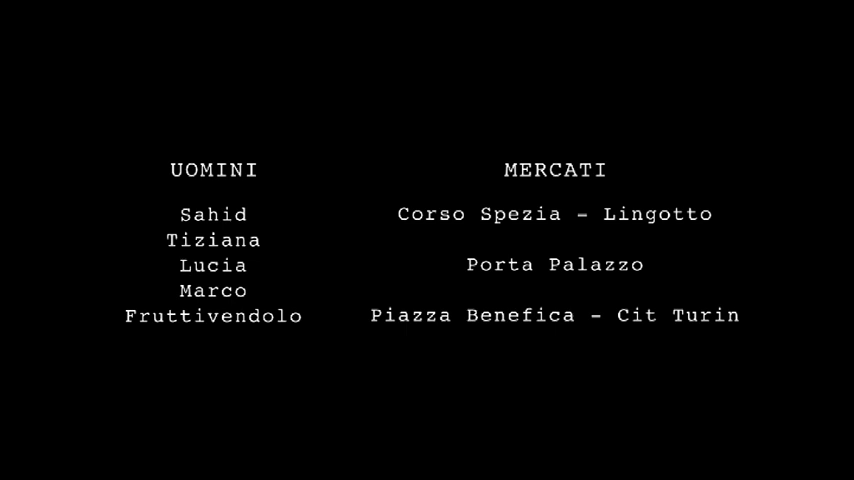 UOMINI MERCATI
Sahid Corso Spezia - Lingotto
Tiziana
Lucia Porta Palazzo
Marco
Fruttivendolo Piazza Benefica - Cit Turin